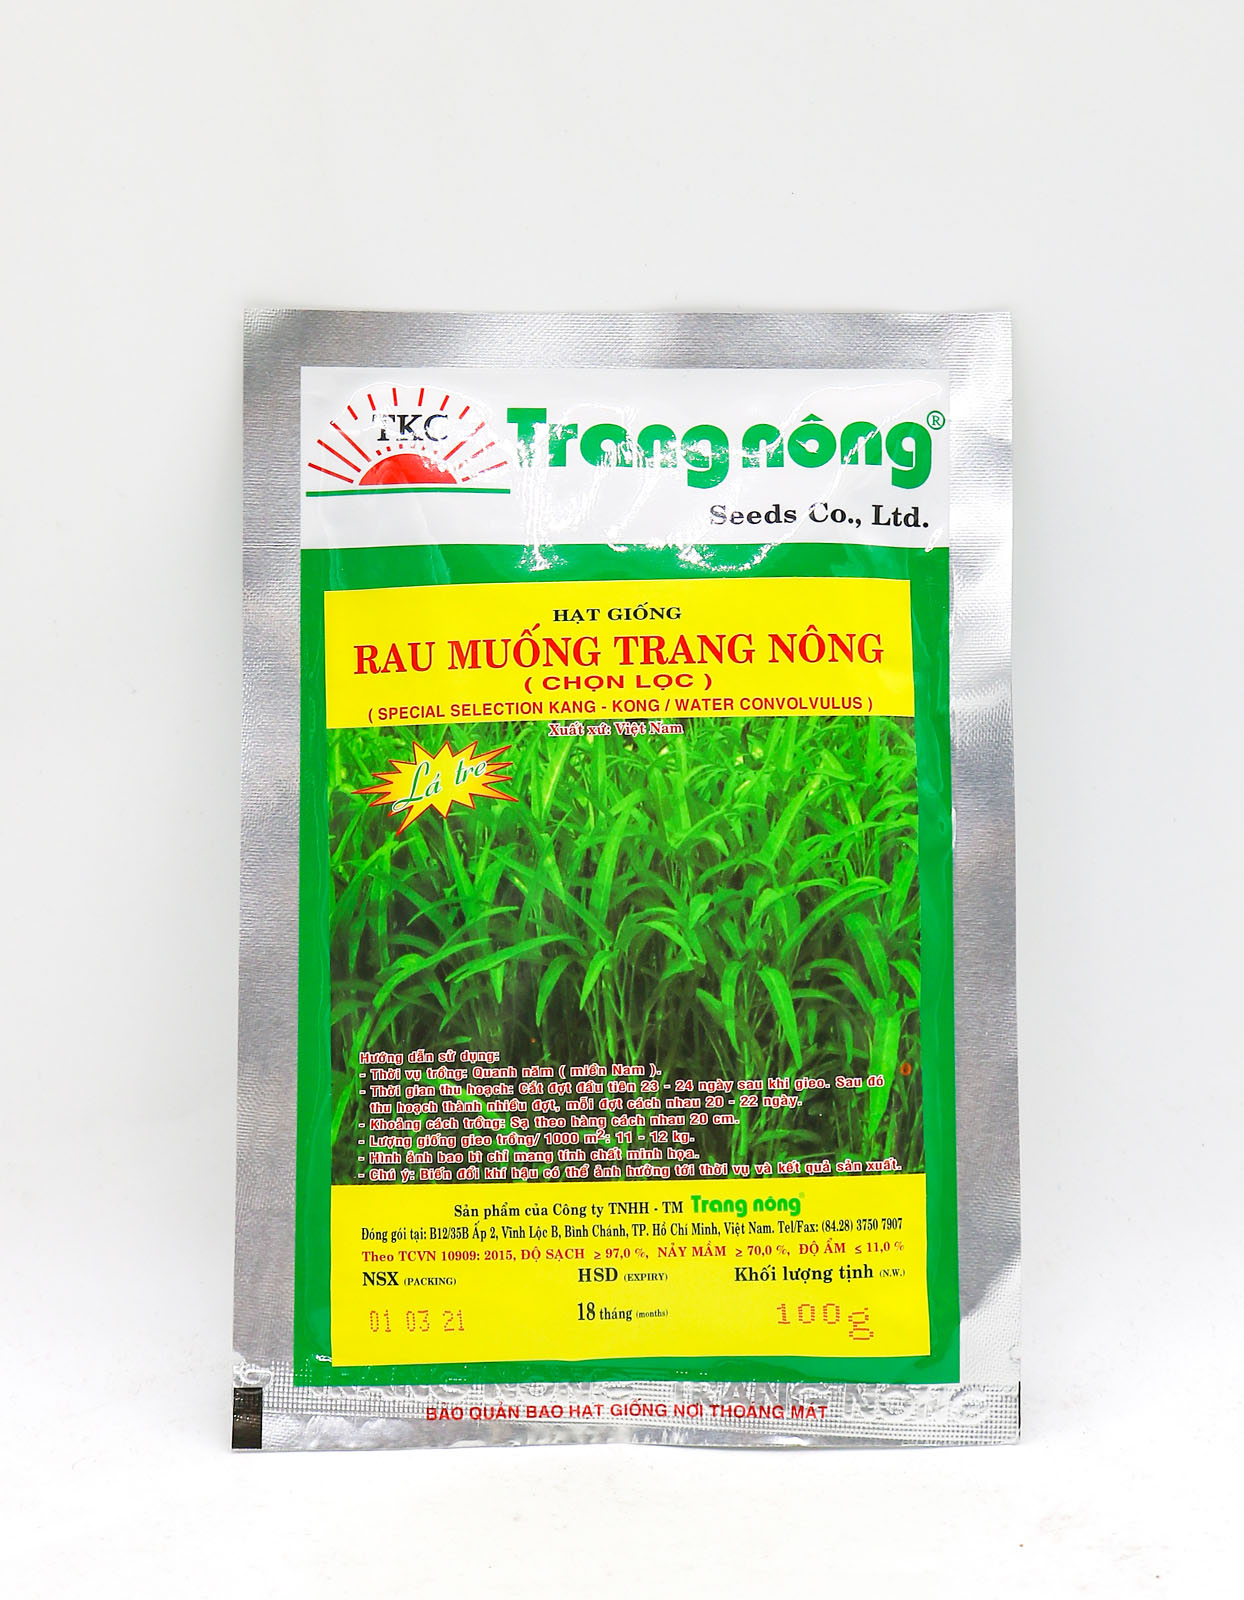 TKC
Trang nông®
Seeds Co., Ltd.
HẠT GIỐNG
RAU MUỐNG TRANG NÔNG
( CHỌN LỌC )
( SPECIAL SELECTION KANG - KONG / WATER CONVOLVULUS )
Xuất xứ: Việt Nam
Lá tre
Hướng dẫn sử dụng:
- Thời vụ trồng: Quanh năm ( miền Nam ).
- Thời gian thu hoạch: Cắt đợt đầu tiên 23 - 24 ngày sau khi gieo. Sau đó
thu hoạch thành nhiều đợt, mỗi đợt cách nhau 20 - 22 ngày.
- Khoảng cách trồng: Sạ theo hàng cách nhau 20 cm.
- Lượng giống gieo trồng/ 1000 m²: 11 - 12 kg.
- Hình ảnh bao bì chỉ mang tính chất minh họa.
- Chú ý: Biến đổi khí hậu có thể ảnh hưởng tới thời vụ và kết quả sản xuất.
Sản phẩm của Công ty TNHH - TM Trang nông®
Đóng gói tại: B12/35B Ấp 2, Vĩnh Lộc B, Bình Chánh, TP. Hồ Chí Minh, Việt Nam. Tel/Fax: (84.28) 3750 7907
Theo TCVN 10909: 2015, ĐỘ SẠCH ≥ 97,0 %, NẢY MẦM ≥ 70,0 %, ĐỘ ẨM ≤ 11,0 %
NSX (PACKING) HSD (EXPIRY) Khối lượng tịnh (N.W.)
01 03 21 18 tháng (months) 100g
TRANG NÔNG TRANG NÔNG
BẢO QUẢN BAO HẠT GIỐNG NƠI THOÁNG MÁT